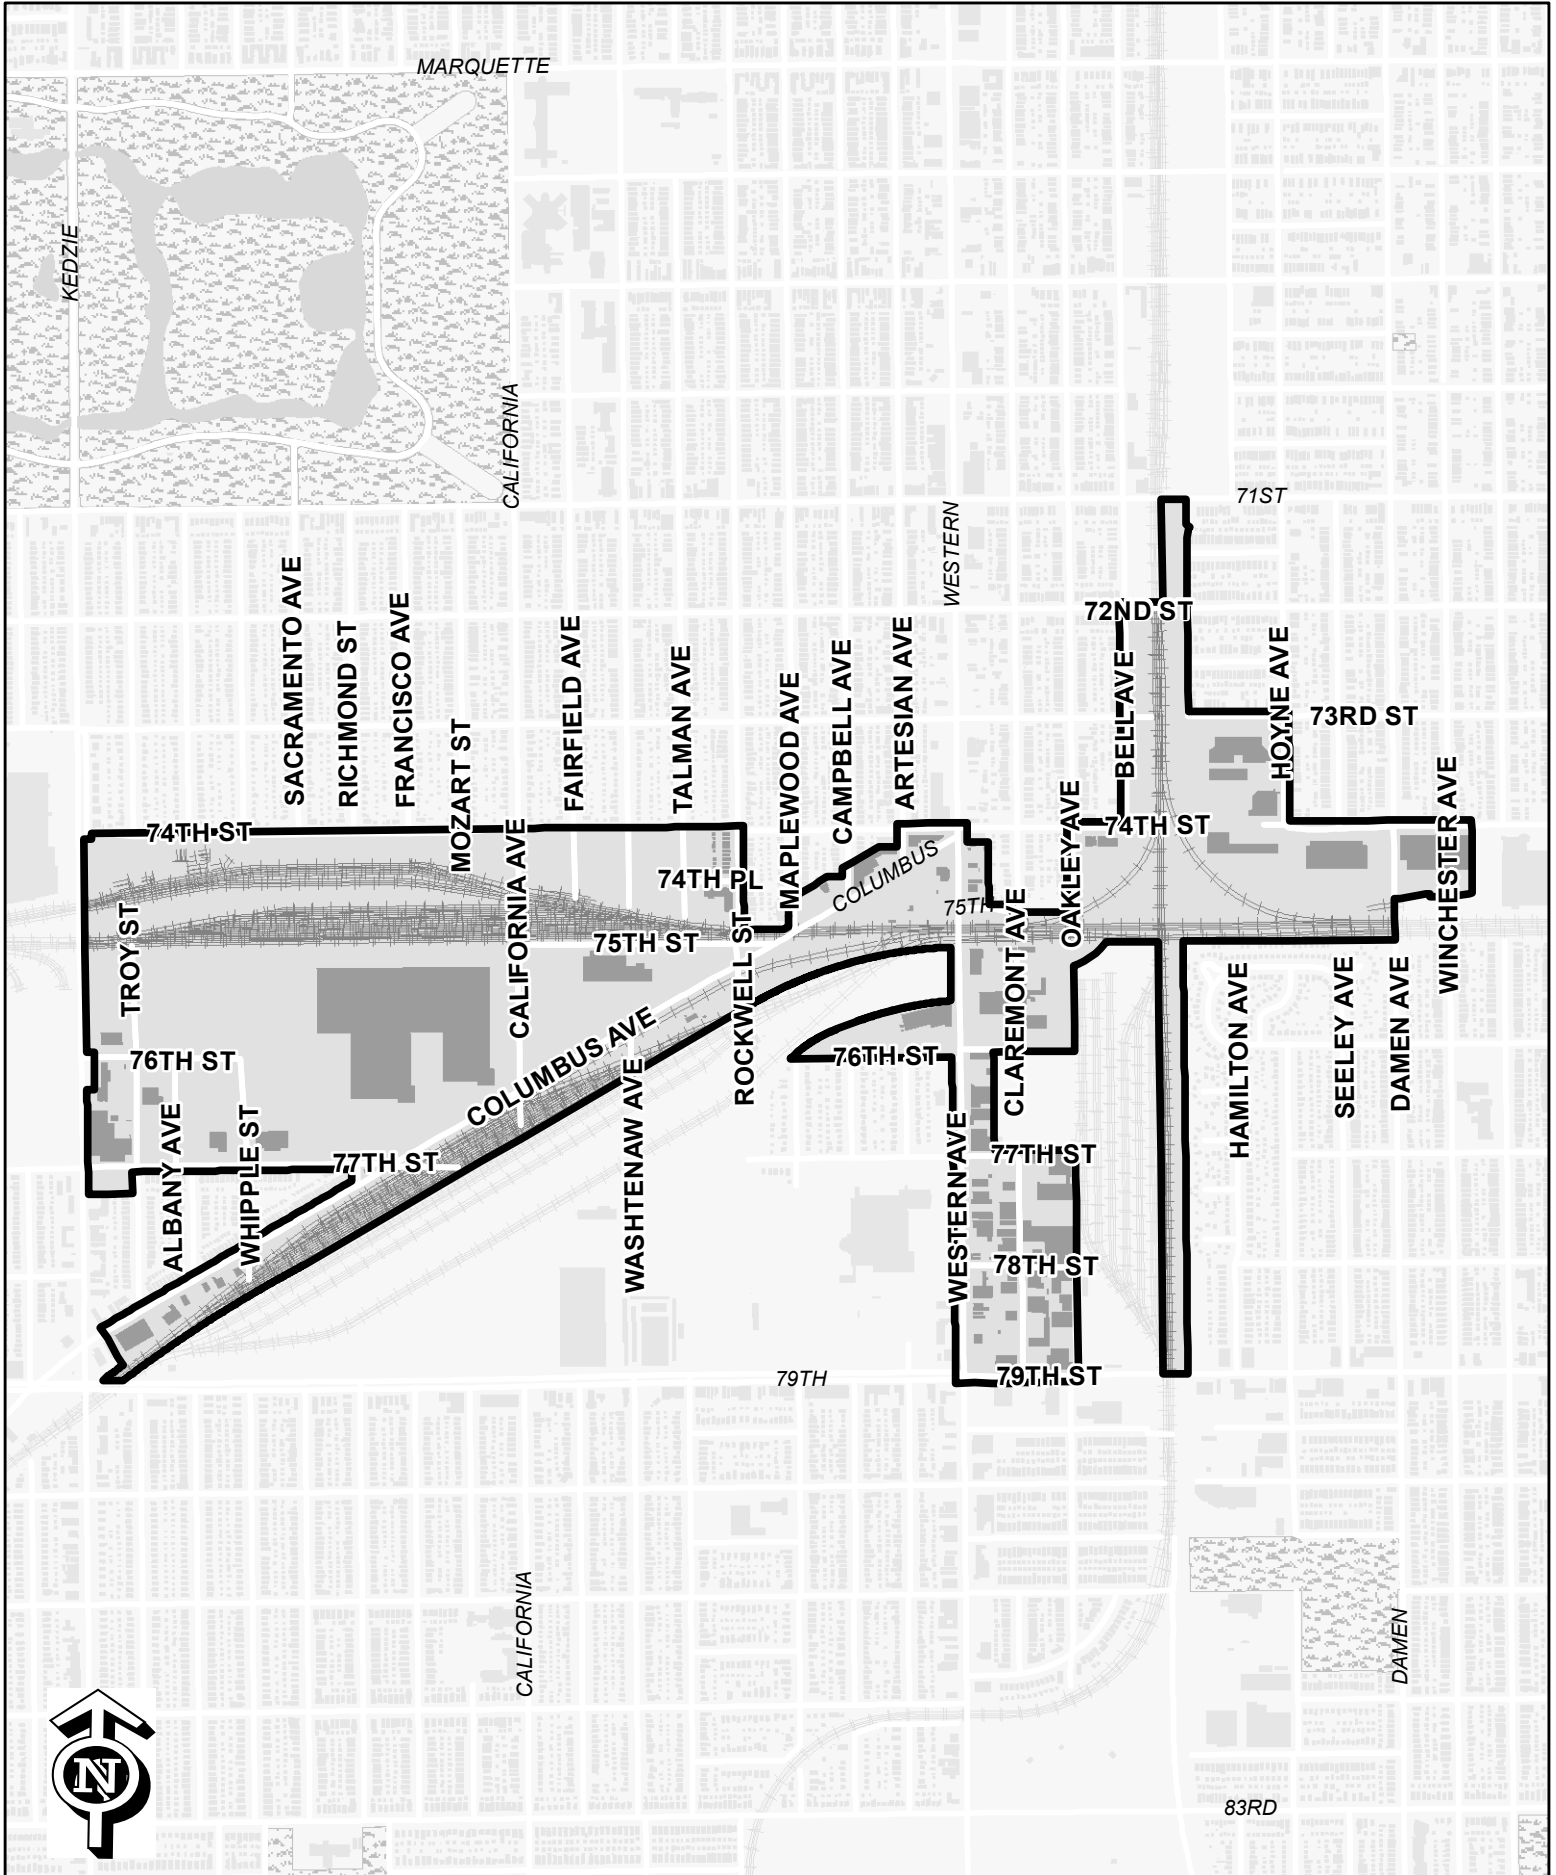 MARQUETTE
KEDZIE
CALIFORNIA
71ST
WESTERN
SACRAMENTO AVE
RICHMOND ST
FRANCISCO AVE
MOZART ST
FAIRFIELD AVE
TALMAN AVE
MAPLEWOOD AVE
CAMPBELL AVE
ARTESIAN AVE
72ND ST
BELL AVE
HOYNE AVE
73RD ST
74TH ST
CALIFORNIA AVE
74TH PL
COLUMBUS
OAKLEY AVE
74TH ST
WINCHESTER AVE
TROY ST
75TH ST
ROCKWELL ST
75TH
CLAREMONT AVE
76TH ST
COLUMBUS AVE
76TH ST
HAMILTON AVE
SEELEY AVE
DAMEN AVE
ALBANY AVE
WHIPPLE ST
77TH ST
WASHTENAW AVE
WESTERN AVE
77TH ST
78TH ST
79TH
79TH ST
CALIFORNIA
DAMEN
N
83RD